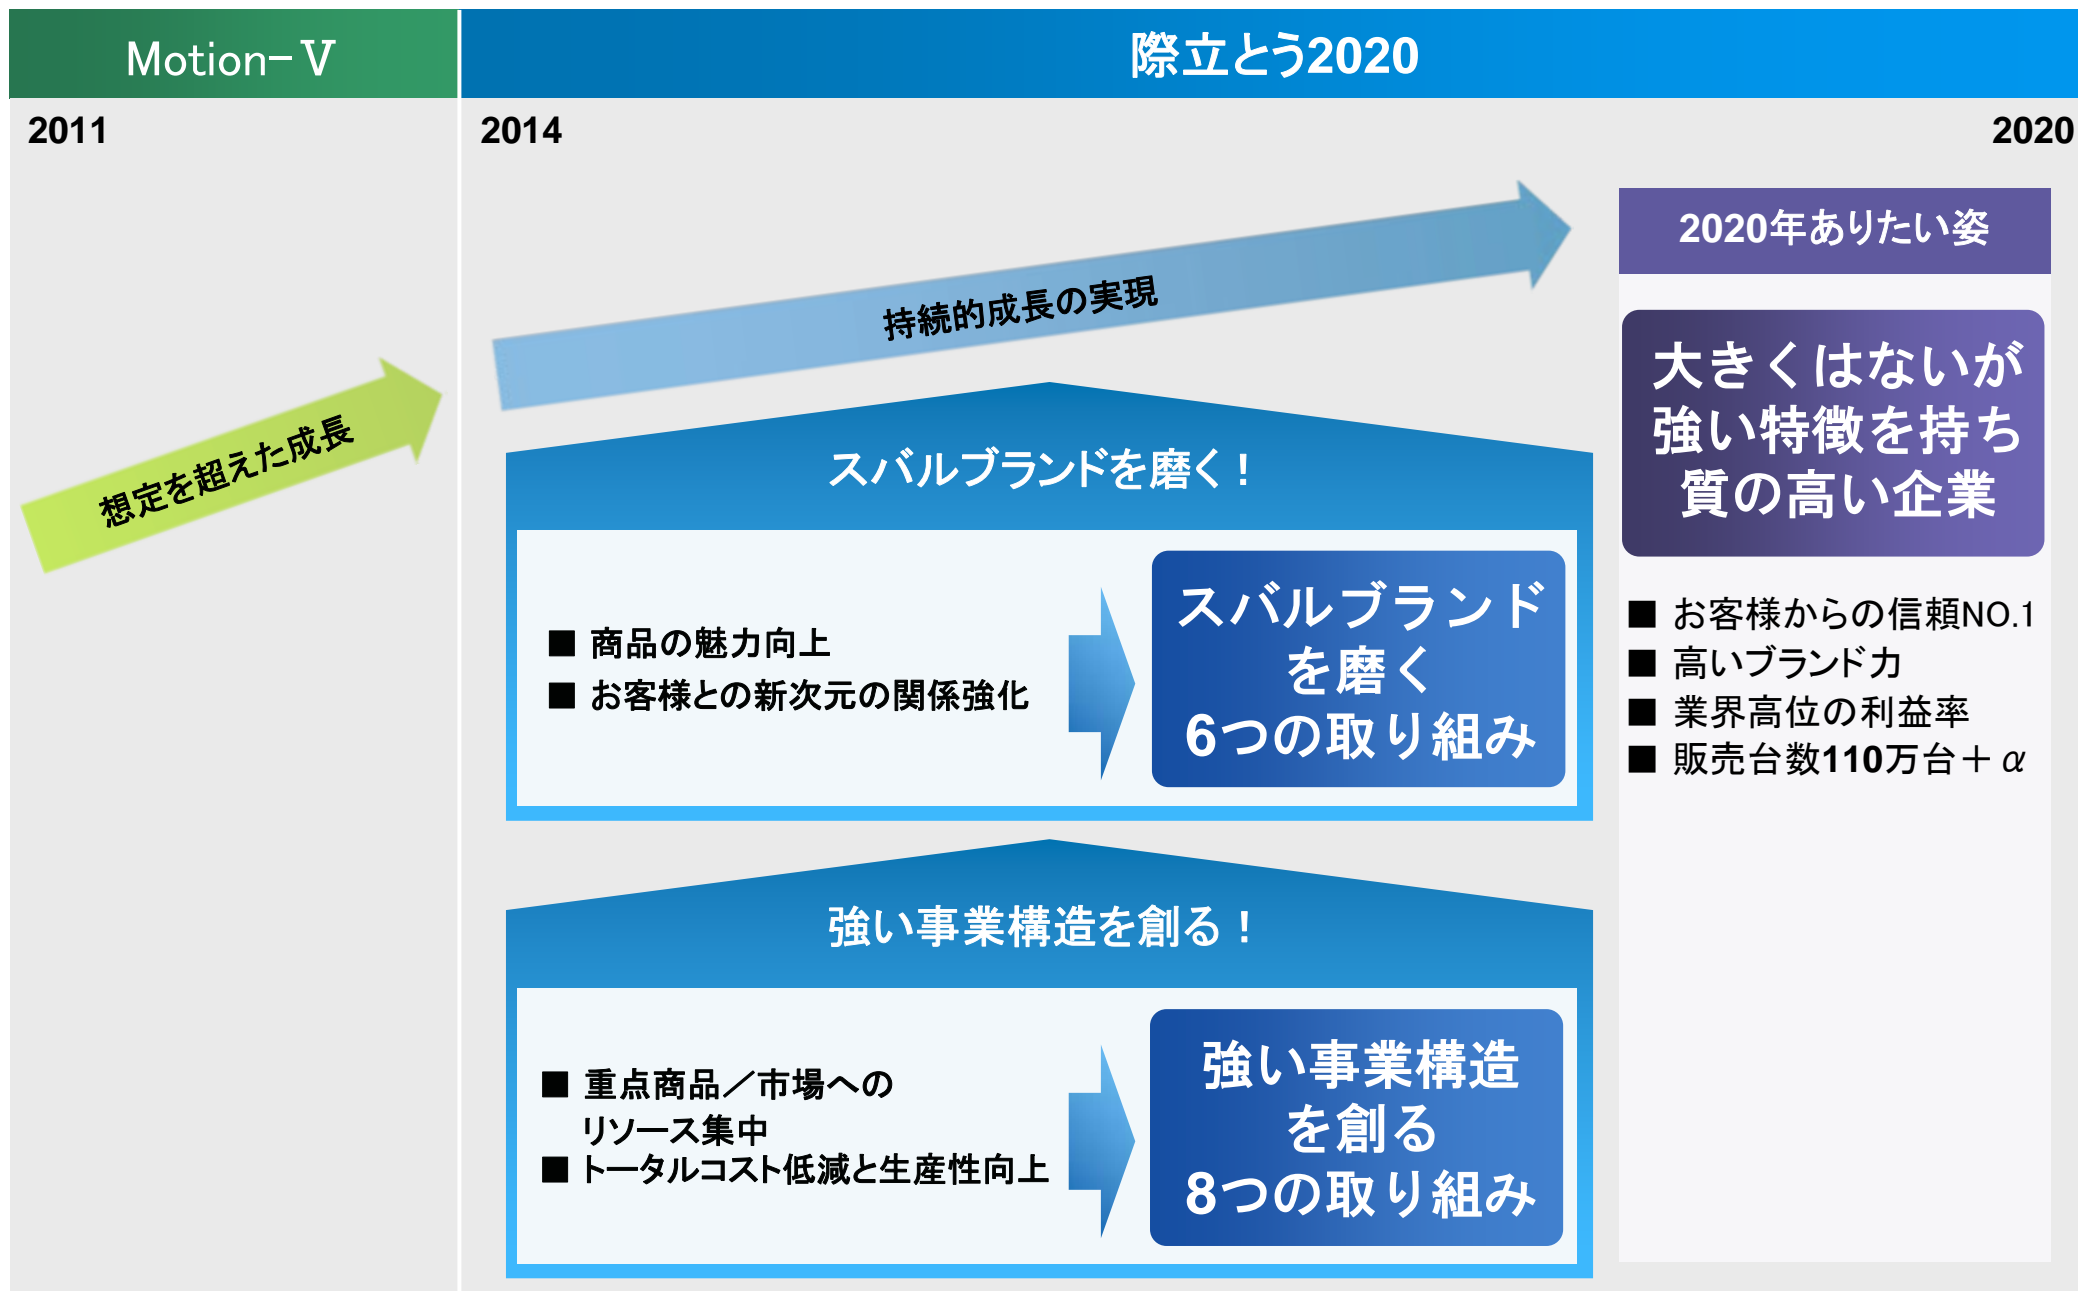 Motion-Ⅴ
際立とう2020
2011
2014
2020
想定を超えた成長
持続的成長の実現
スバルブランドを磨く！
■ 商品の魅力向上
■ お客様との新次元の関係強化
スバルブランド
を磨く
6つの取り組み
強い事業構造を創る！
■ 重点商品／市場への
リソース集中
■ トータルコスト低減と生産性向上
強い事業構造
を創る
8つの取り組み
2020年ありたい姿
大きくはないが
強い特徴を持ち
質の高い企業
■ お客様からの信頼NO.1
■ 高いブランド力
■ 業界高位の利益率
■ 販売台数110万台＋α